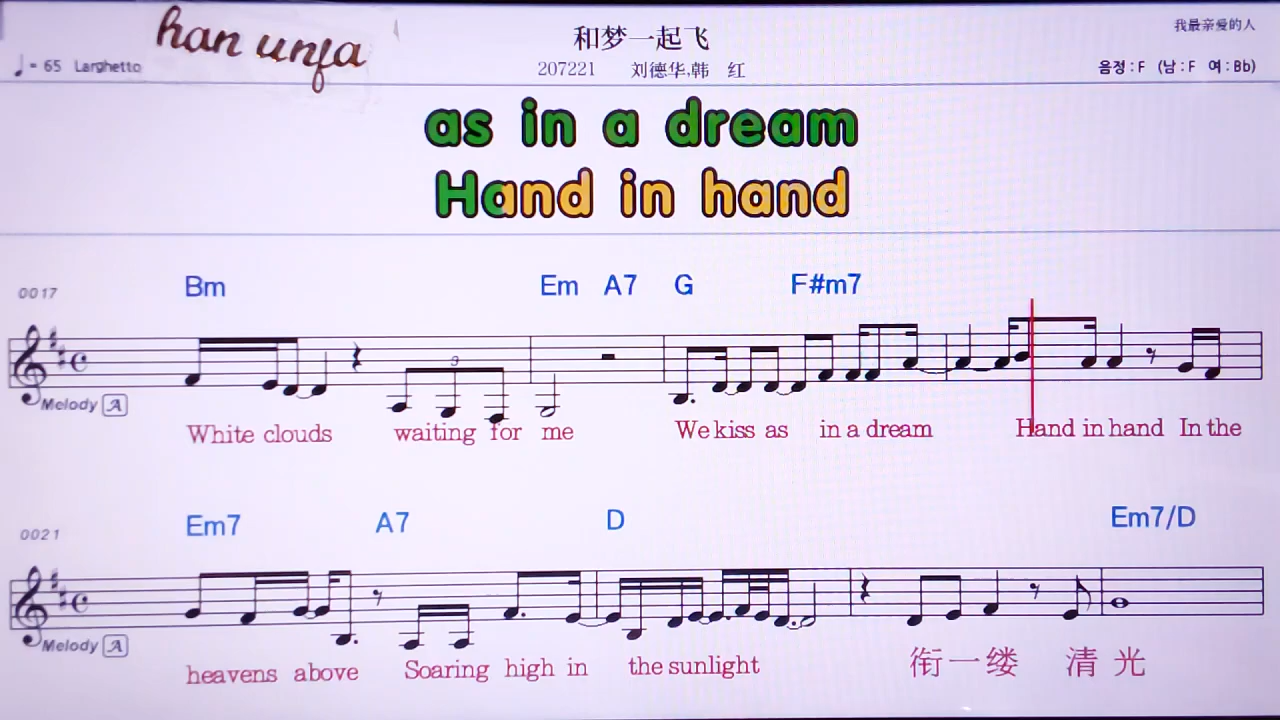 han unfa
和梦一起飞
我最亲爱的人
♩= 65 Larghetto
207221 刘德华,韩 红
음정:F (남:F 여:Bb)
as in a dream
Hand in hand
0017
Bm Em A7 G F#m7
3
Melody A
White clouds waiting for me We kiss as in a dream Hand in hand In the
0021
Em7 A7 D Em7/D
Melody A
heavens above Soaring high in the sunlight 衔一缕 清光